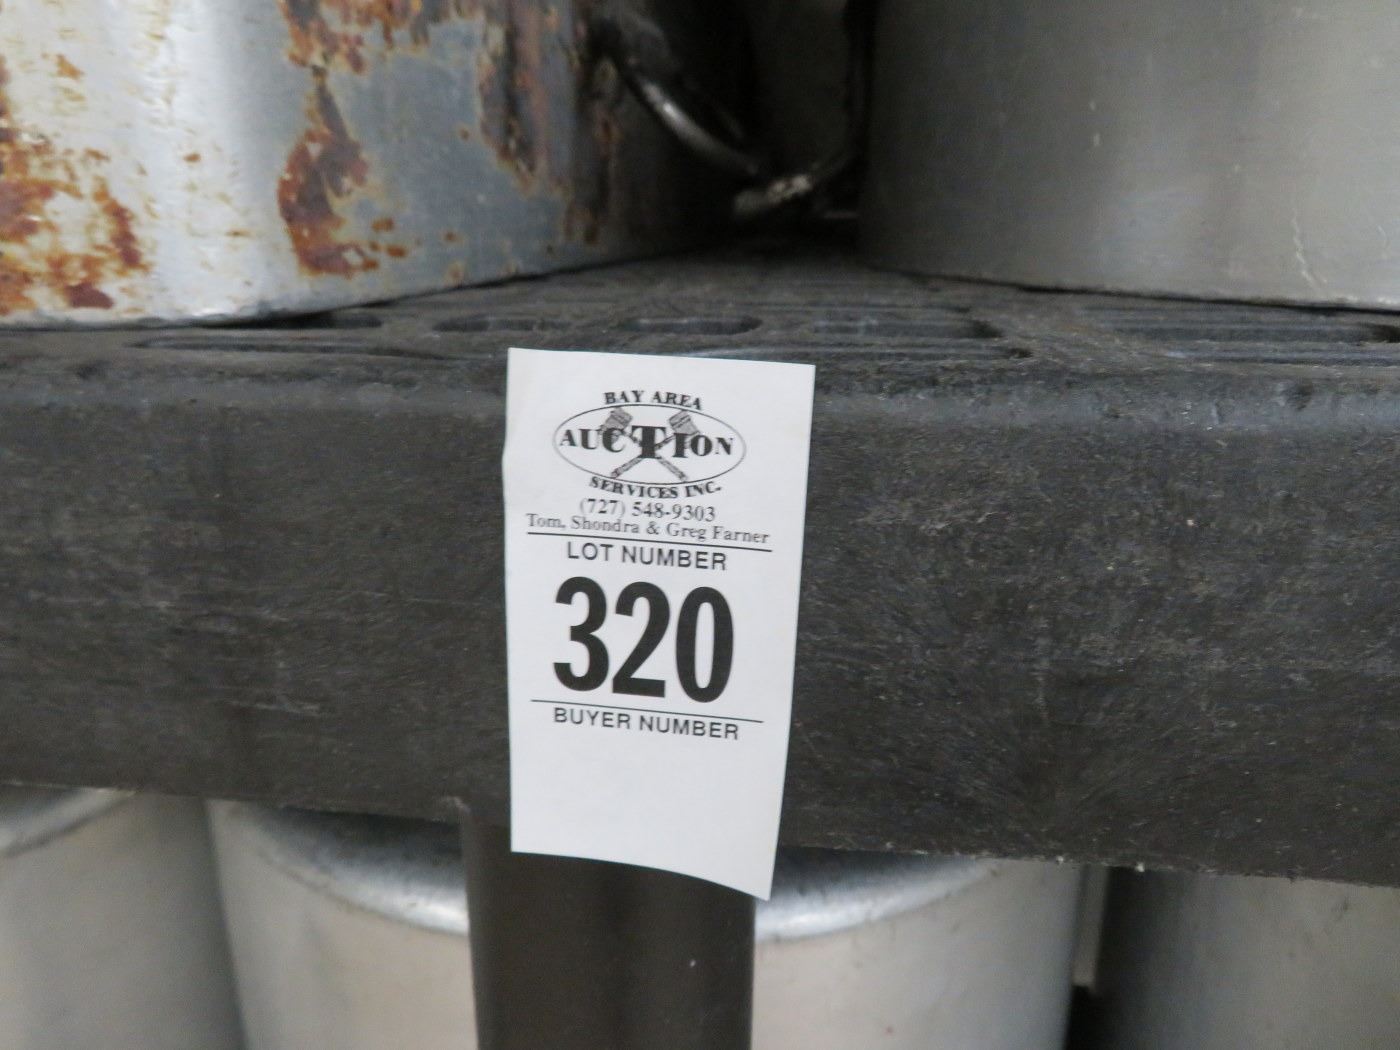 BAY AREA
AUCTION
SERVICES INC.
(727) 548-9303
Tom, Shondra & Greg Farner
LOT NUMBER
320
BUYER NUMBER